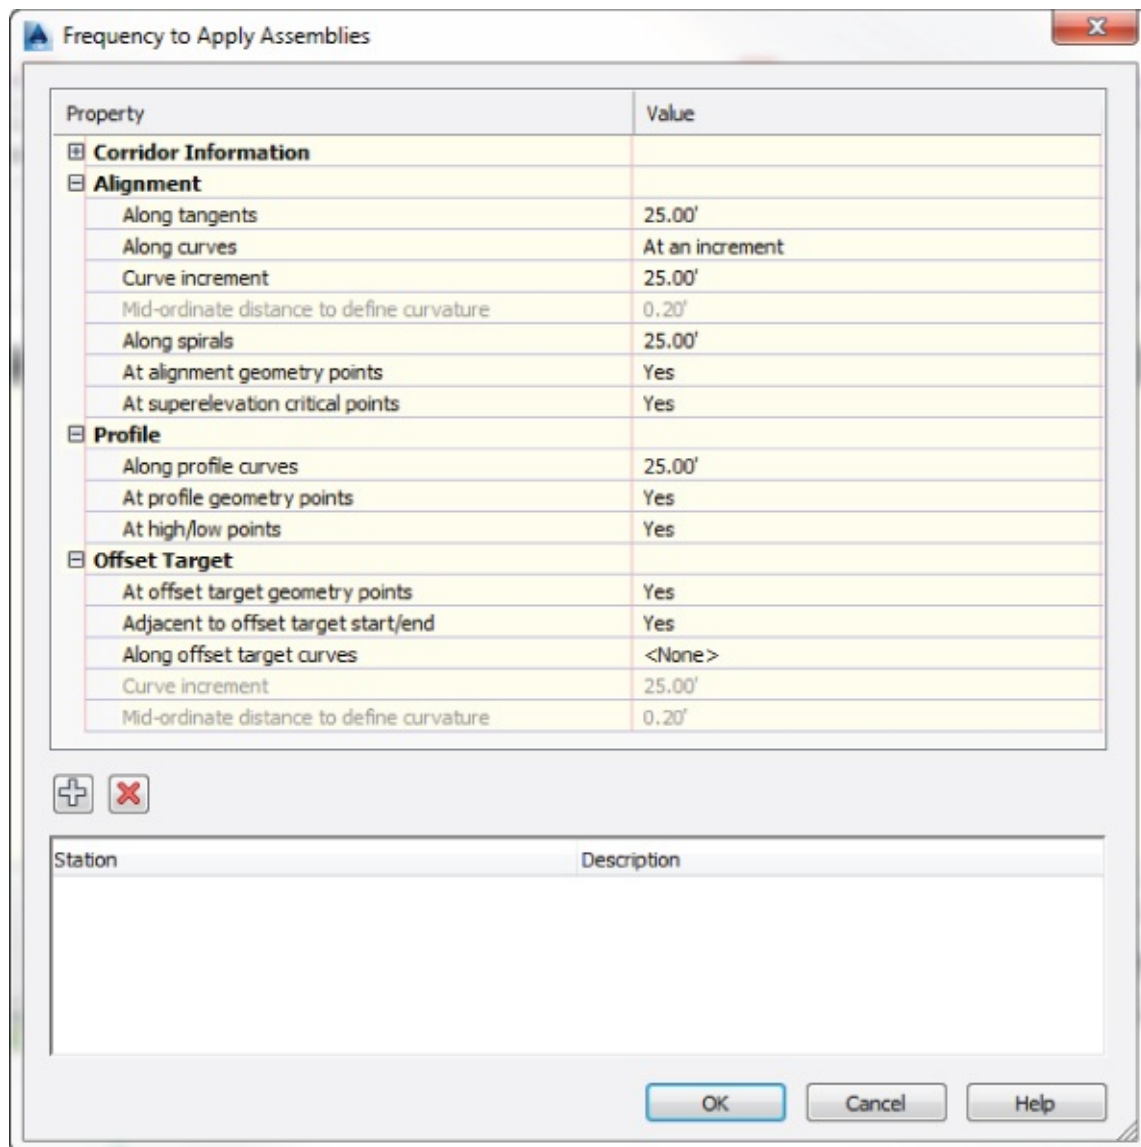 Frequency to Apply Assemblies
Property Value
Corridor Information
Alignment
Along tangents 25.00'
Along curves At an increment
Curve increment 25.00'
Mid-ordinate distance to define curvature 0.20'
Along spirals 25.00'
At alignment geometry points Yes
At superelevation critical points Yes
Profile
Along profile curves 25.00'
At profile geometry points Yes
At high/low points Yes
Offset Target
At offset target geometry points Yes
Adjacent to offset target start/end Yes
Along offset target curves <None>
Curve increment 25.00'
Mid-ordinate distance to define curvature 0.20'
Station Description
OK Cancel Help